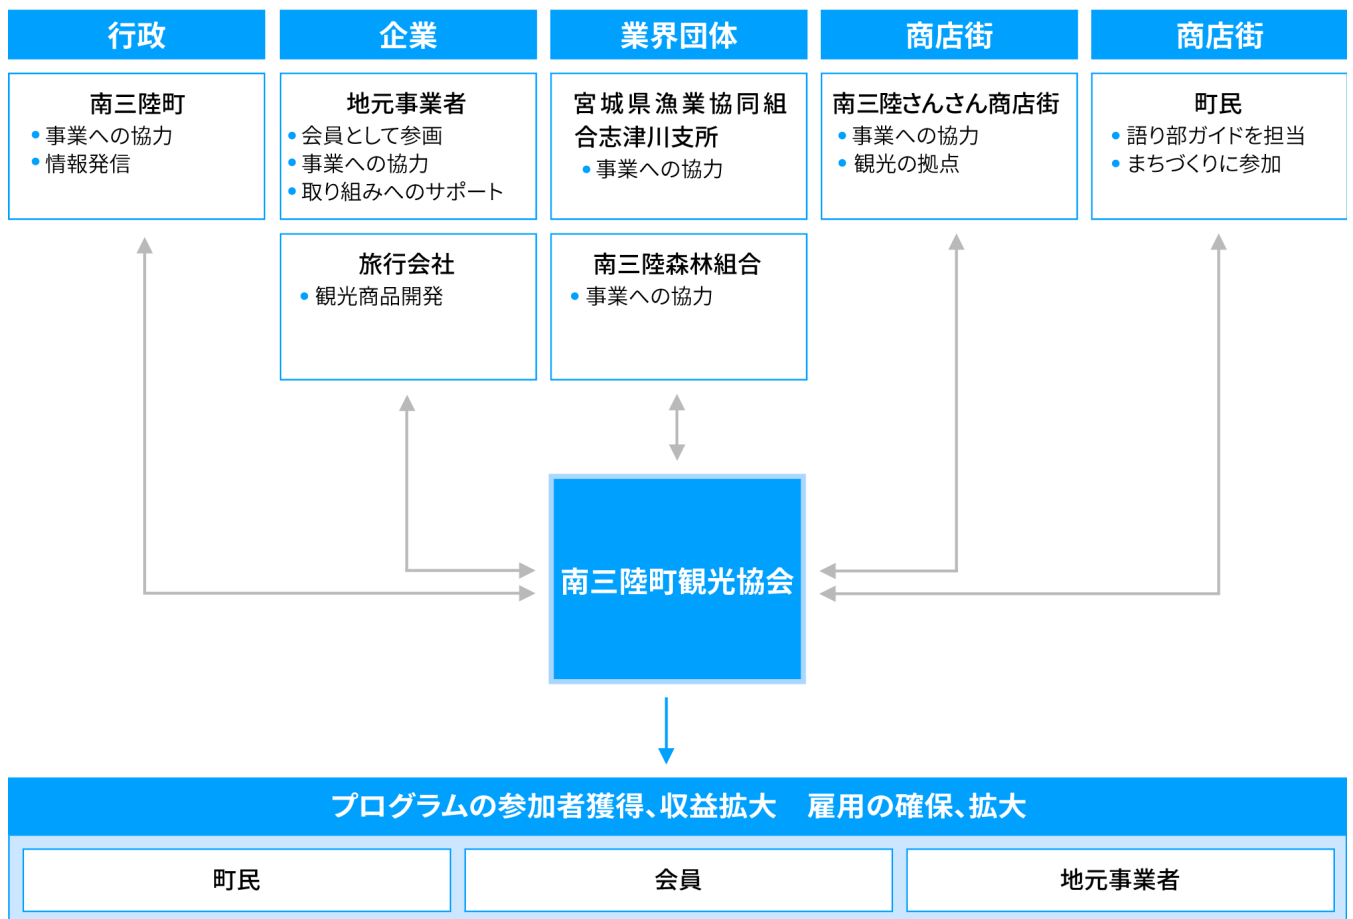 行政
南三陸町
• 事業への協力
• 情報発信
企業
地元事業者
• 会員として参画
• 事業への協力
• 取り組みへのサポート
旅行会社
• 観光商品開発
業界団体
宮城県漁業協同組
合志津川支所
• 事業への協力
南三陸森林組合
• 事業への協力
商店街
南三陸さんさん商店街
• 事業への協力
• 観光の拠点
商店街
町民
• 語り部ガイドを担当
• まちづくりに参加
南三陸町観光協会
プログラムの参加者獲得、収益拡大　雇用の確保、拡大
町民
会員
地元事業者